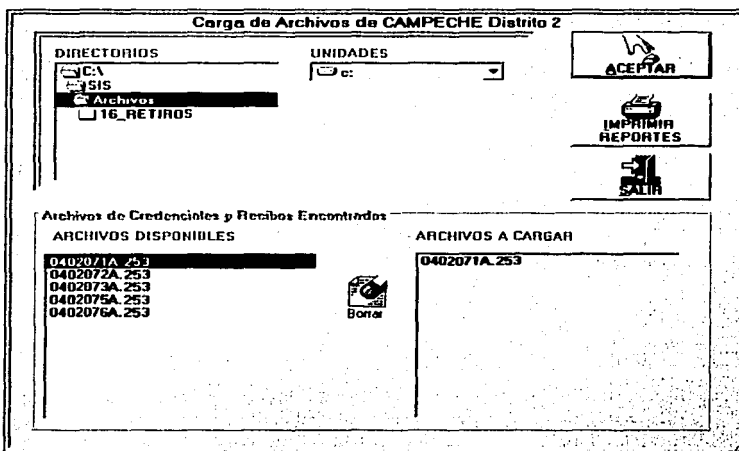 Carga de Archivos de CAMPECHE Distrito 2
DIRECTORIOS
C:\
SIS
Archivos
16_RETIROS
UNIDADES
c:
ACEPTAR
IMPRIMIR
REPORTES
SALIR
Archivos de Credenciales y Recibos Encontrados
ARCHIVOS DISPONIBLES
0402071A.253
0402072A.253
0402073A.253
0402075A.253
0402076A.253
Borrar
ARCHIVOS A CARGAR
0402071A.253